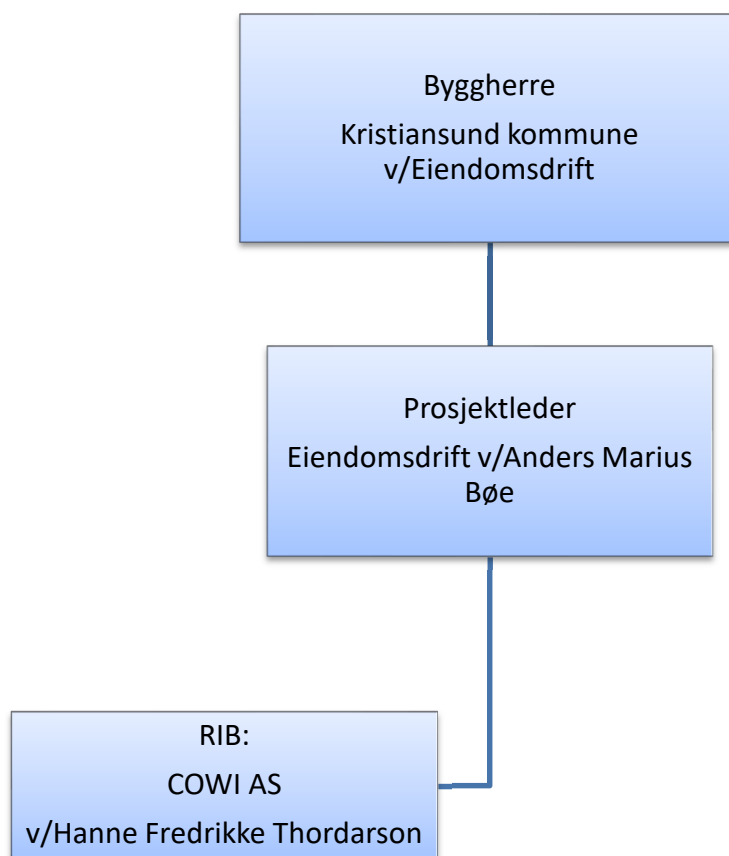 Byggherre
Kristiansund kommune
v/Eiendomsdrift
Prosjektleder
Eiendomsdrift v/Anders Marius
Bøe
RIB:
COWI AS
v/Hanne Fredrikke Thordarson